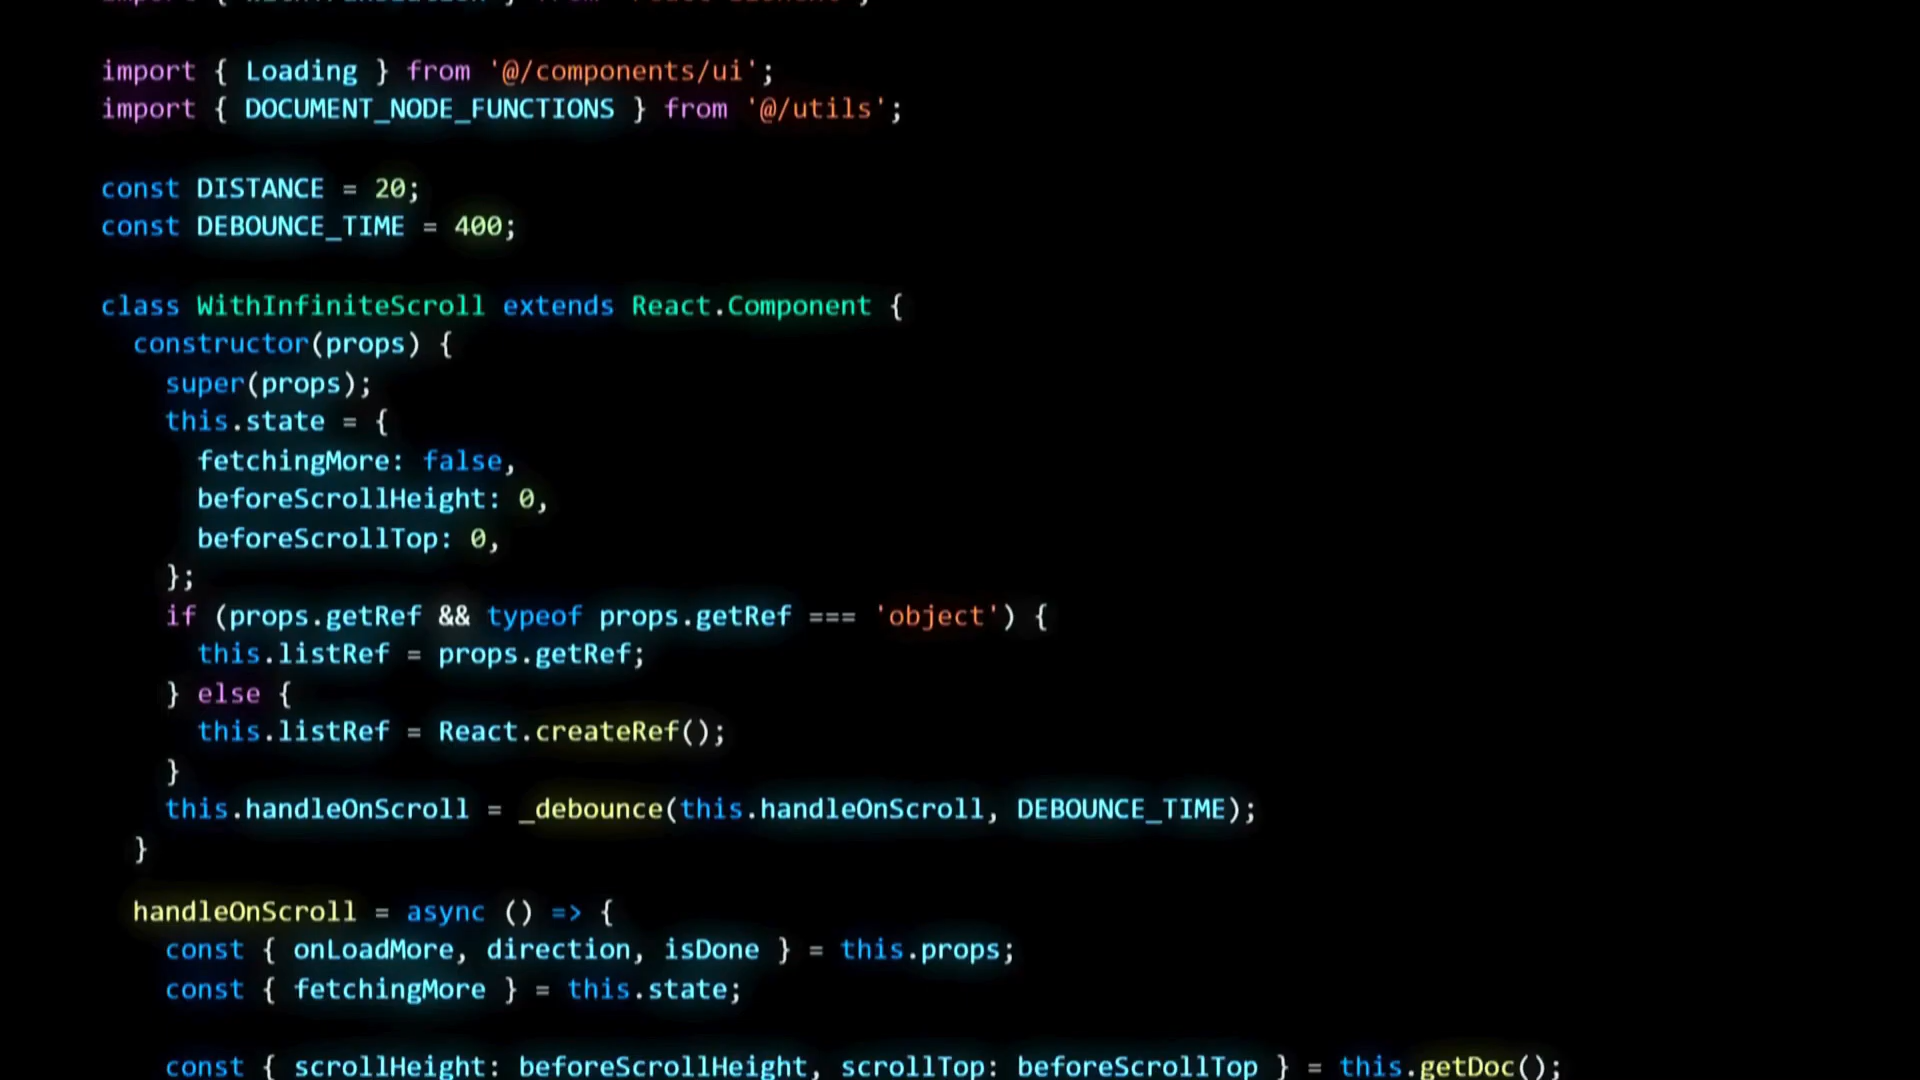 import { Loading } from '@/components/ui';
import { DOCUMENT_NODE_FUNCTIONS } from '@/utils';
const DISTANCE = 20;
const DEBOUNCE_TIME = 400;
class WithInfiniteScroll extends React.Component {
constructor(props) {
super(props);
this.state = {
fetchingMore: false,
beforeScrollHeight: 0,
beforeScrollTop: 0,
};
if (props.getRef && typeof props.getRef === 'object') {
this.listRef = props.getRef;
} else {
this.listRef = React.createRef();
}
this.handleOnScroll = _debounce(this.handleOnScroll, DEBOUNCE_TIME);
}
handleOnScroll = async () => {
const { onLoadMore, direction, isDone } = this.props;
const { fetchingMore } = this.state;
const { scrollHeight: beforeScrollHeight, scrollTop: beforeScrollTop } = this.getDoc();